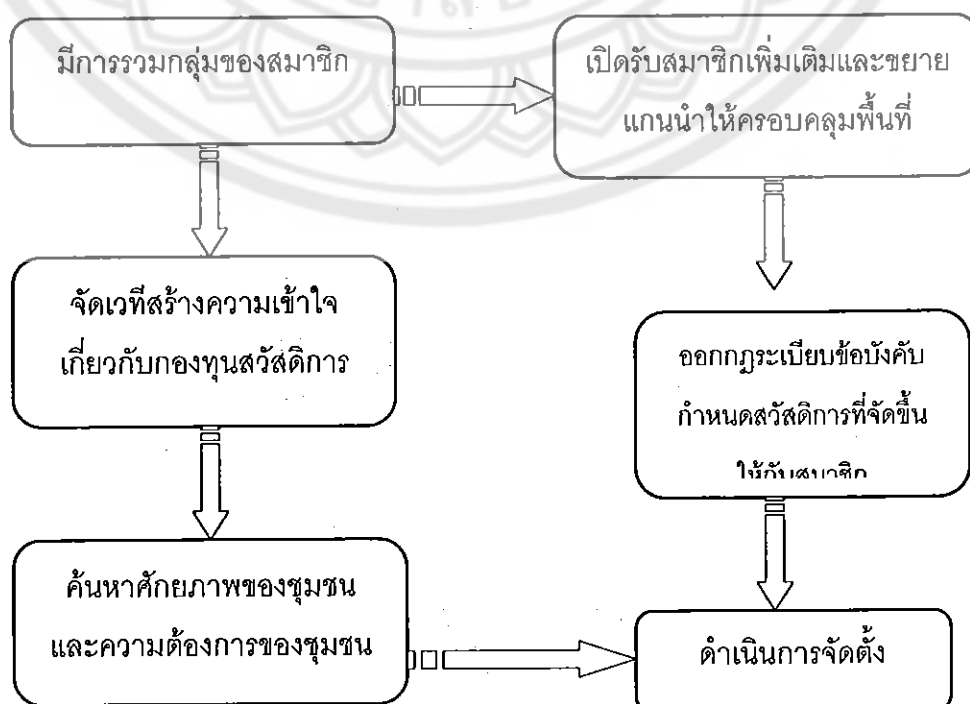 มีการรวมกลุ่มของสมาชิก
เปิดรับสมาชิกเพิ่มเติมและขยาย
แกนนำให้ครอบคลุมพื้นที่
จัดเวทีสร้างความเข้าใจ
เกี่ยวกับกองทุนสวัสดิการ
ออกกฎระเบียบข้อบังคับ
กำหนดสวัสดิการที่จัดขึ้น
ให้กับสมาชิก
ค้นหาศักยภาพของชุมชน
และความต้องการของชุมชน
ดำเนินการจัดตั้ง